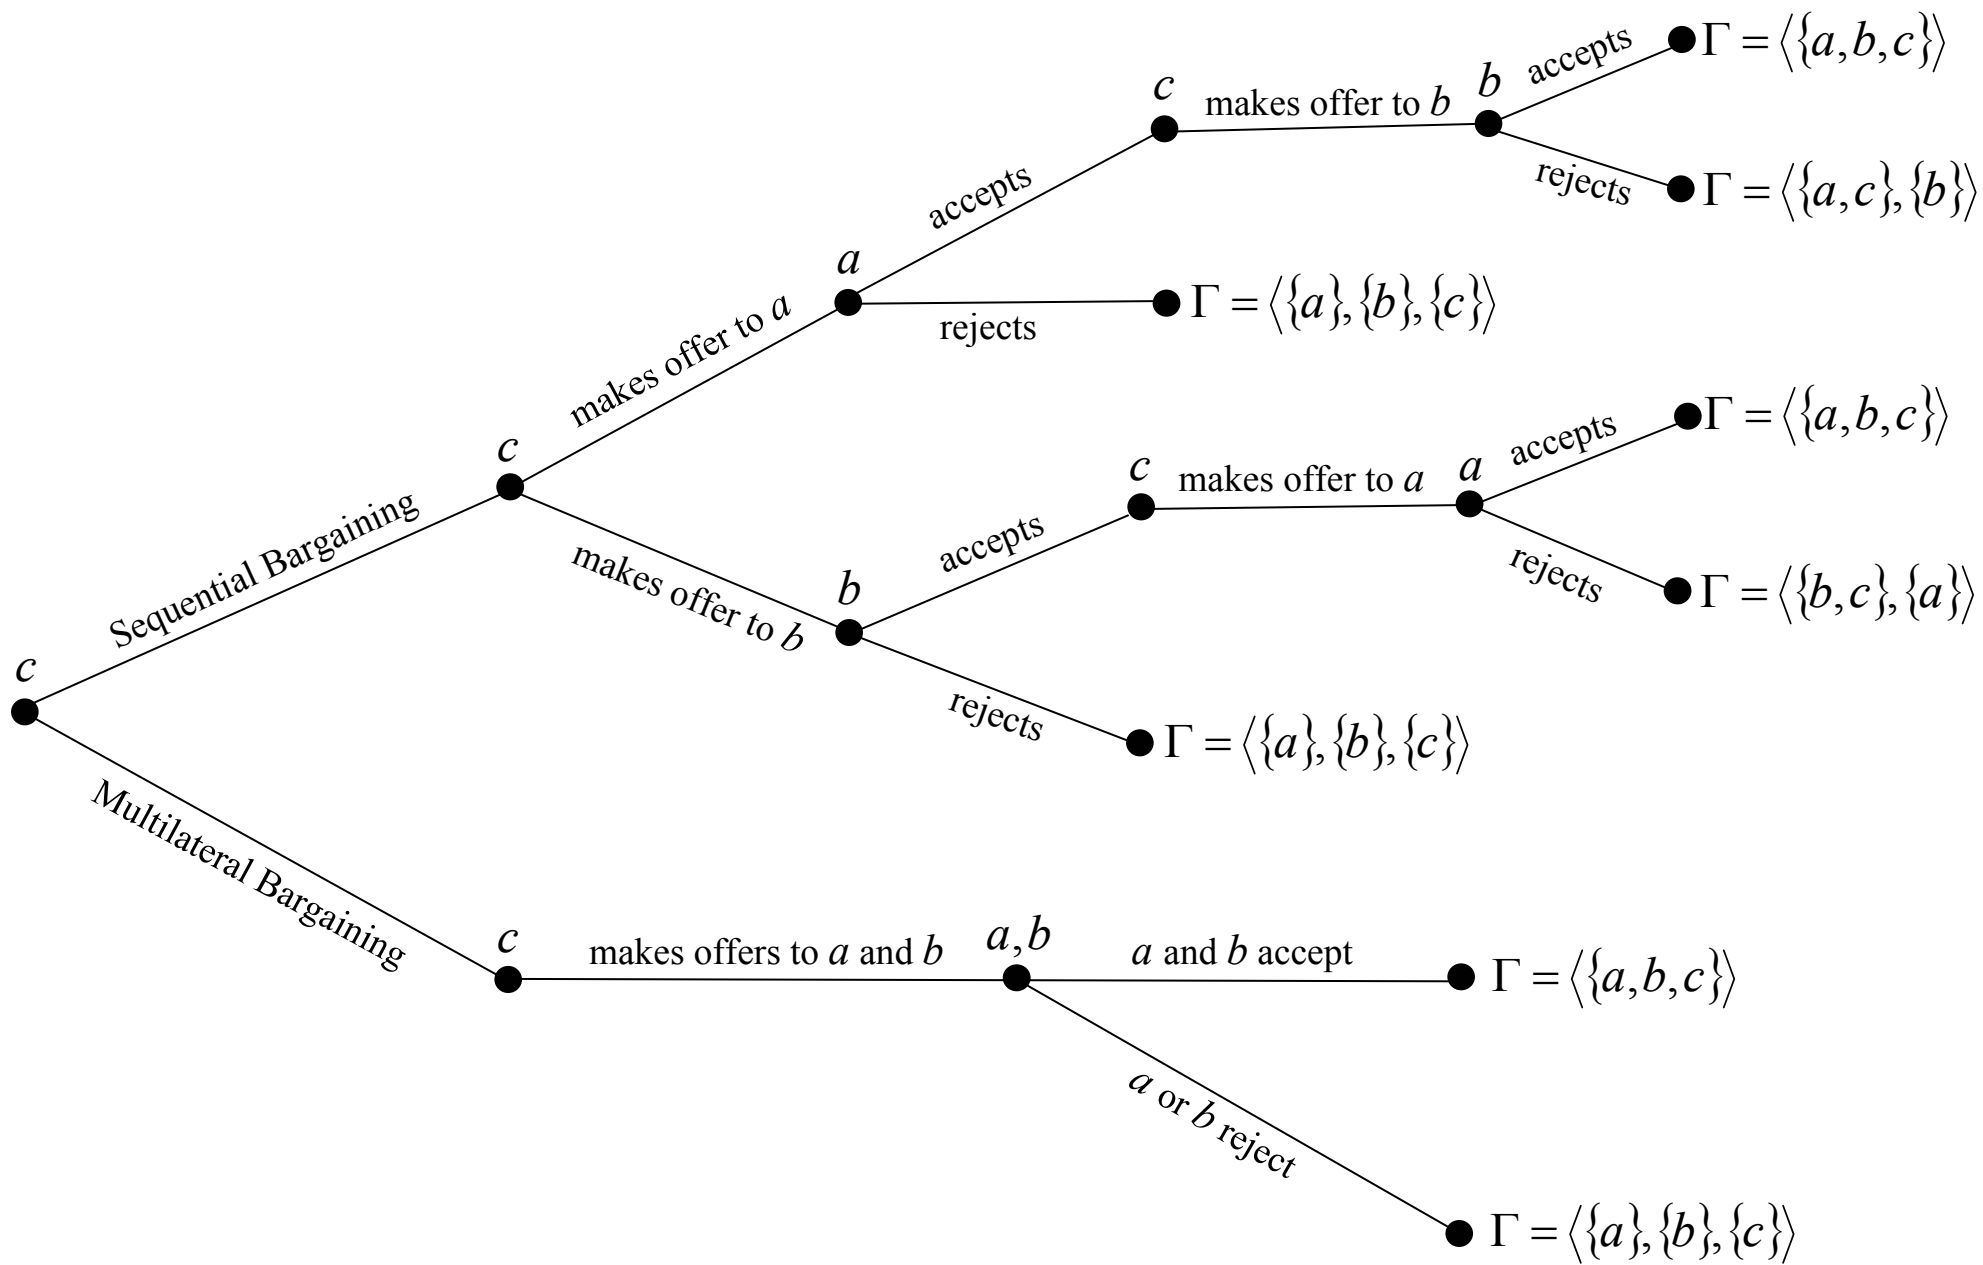 c makes offer to b b accepts Γ = ⟨{a,b,c}⟩
rejects Γ = ⟨{a,c},{b}⟩
makes offer to a a accepts
rejects Γ = ⟨{a},{b},{c}⟩
c
Sequential Bargaining
c makes offer to a a accepts Γ = ⟨{a,b,c}⟩
rejects Γ = ⟨{b,c},{a}⟩
makes offer to b b accepts
rejects Γ = ⟨{a},{b},{c}⟩
c
Multilateral Bargaining
c makes offers to a and b a,b a and b accept Γ = ⟨{a,b,c}⟩
a or b reject
Γ = ⟨{a},{b},{c}⟩